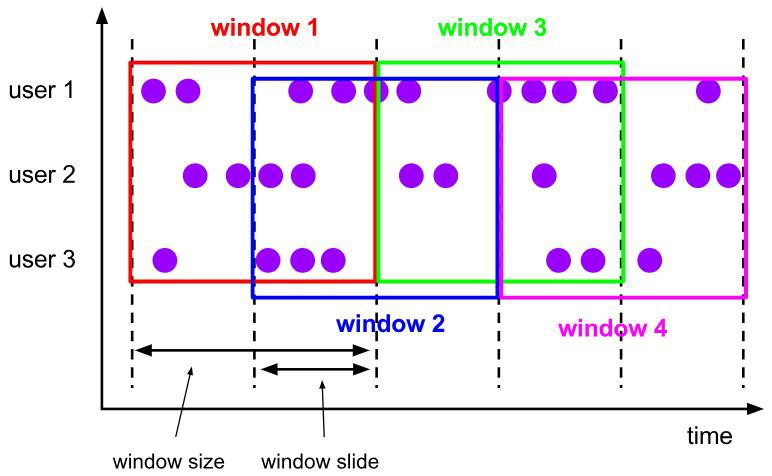 window 1
window 3
user 1
user 2
user 3
window 2
window 4
time
window size
window slide